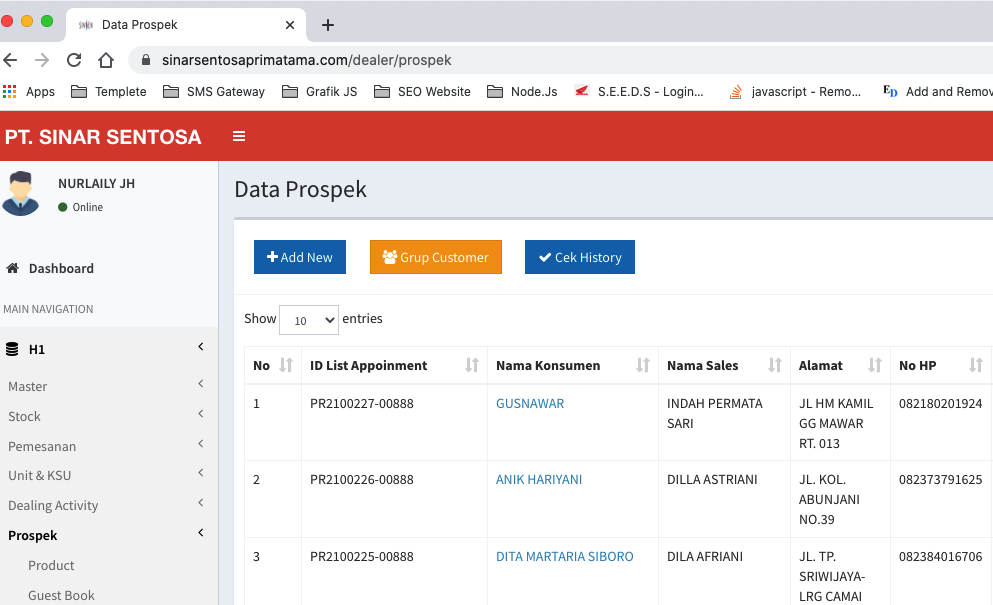 Data Prospek
sinarsentosaprimatama.com/dealer/prospek
Apps Templete SMS Gateway Grafik JS SEO Website Node.Js S.E.E.D.S - Login... javascript - Remo... Add and Remov
PT. SINAR SENTOSA
NURLAILY JH
Online
Dashboard
MAIN NAVIGATION
H1
Master
Stock
Pemesanan
Unit & KSU
Dealing Activity
Prospek
Product
Guest Book
Data Prospek
Add New Grup Customer Cek History
Show 10 entries
No ID List Appoinment Nama Konsumen Nama Sales Alamat No HP
1 PR2100227-00888 GUSNAWAR INDAH PERMATA JL HM KAMIL 082180201924
SARI GG MAWAR
RT. 013
2 PR2100226-00888 ANIK HARIYANI DILLA ASTRIANI JL. KOL. 082373791625
ABUNJANI
NO.39
3 PR2100225-00888 DITA MARTARIA SIBORO DILA AFRIANI JL. TP. 082384016706
SRIWIJAYA-
LRG CAMAI